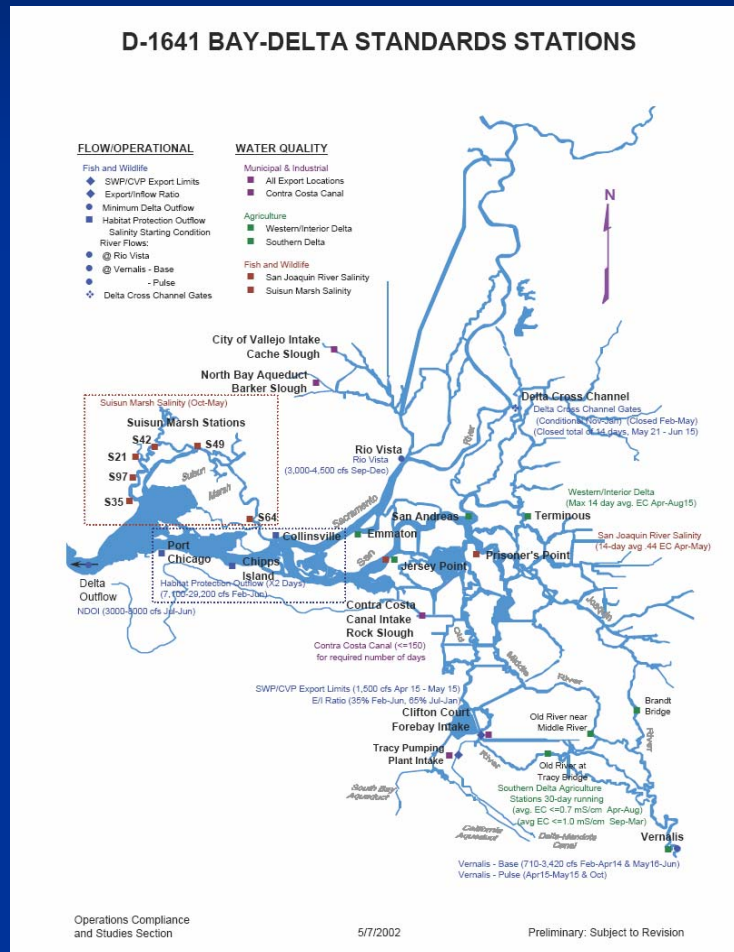 D-1641 BAY-DELTA STANDARDS STATIONS
FLOW/OPERATIONAL
Fish and Wildlife
SWP/CVP Export Limits
Export/Inflow Ratio
Minimum Delta Outflow
Habitat Protection Outflow
Salinity Starting Condition
River Flows:
@ Rio Vista
@ Vernalis - Base
- Pulse
Delta Cross Channel Gates
WATER QUALITY
Municipal & Industrial
All Export Locations
Contra Costa Canal
Agriculture
Western/Interior Delta
Southern Delta
Fish and Wildlife
San Joaquin River Salinity
Suisun Marsh Salinity
N
City of Vallejo Intake
Cache Slough
North Bay Aqueduct
Barker Slough
Delta Cross Channel
Delta Cross Channel Gates
(Conditional Nov-Jan) (Closed Feb-May)
(Closed total of 14 days, May 21 - Jun 15)
Suisun Marsh Salinity (Oct-May)
Suisun Marsh Stations
S42
S49
S21
S97
S35
S64
Suisun
Marsh
Rio Vista
Rio Vista
(3,000-4,500 cfs Sep-Dec)
River
Sacramento
Western/Interior Delta
(Max 14 day avg. EC Apr-Aug15)
San Andreas
Terminous
Collinsville
Emmaton
San Joaquin River Salinity
(14-day avg .44 EC Apr-May)
Port
Chicago
Chipps
Island
San
Jersey Point
Prisoner's Point
Delta
Outflow
Habitat Protection Outflow (X2 Days)
(7,100-29,200 cfs Feb-Jun)
NDOI (3000-8000 cfs Jul-Jun)
Joaquin
Contra Costa
Canal Intake
Rock Slough
Contra Costa Canal (<=150)
for required number of days
Old
Middle
River
SWP/CVP Export Limits (1,500 cfs Apr 15 - May 15)
E/I Ratio (35% Feb-Jun, 65% Jul-Jan)
Clifton Court
Forebay Intake
Old River near
Middle River
Brandt
Bridge
River
Tracy Pumping
Plant Intake
River
Old River at
Tracy Bridge
Southern Delta Agriculture
Stations 30-day running
(avg. EC <=0.7 mS/cm Apr-Aug)
(avg EC <=1.0 mS/cm Sep-Mar)
South Bay
Aqueduct
California
Aqueduct
Delta-Mendota
Canal
Vernalis
Vernalis - Base (710-3,420 cfs Feb-Apr14 & May16-Jun)
Vernalis - Pulse (Apr15-May15 & Oct)
Operations Compliance
and Studies Section
5/7/2002
Preliminary: Subject to Revision